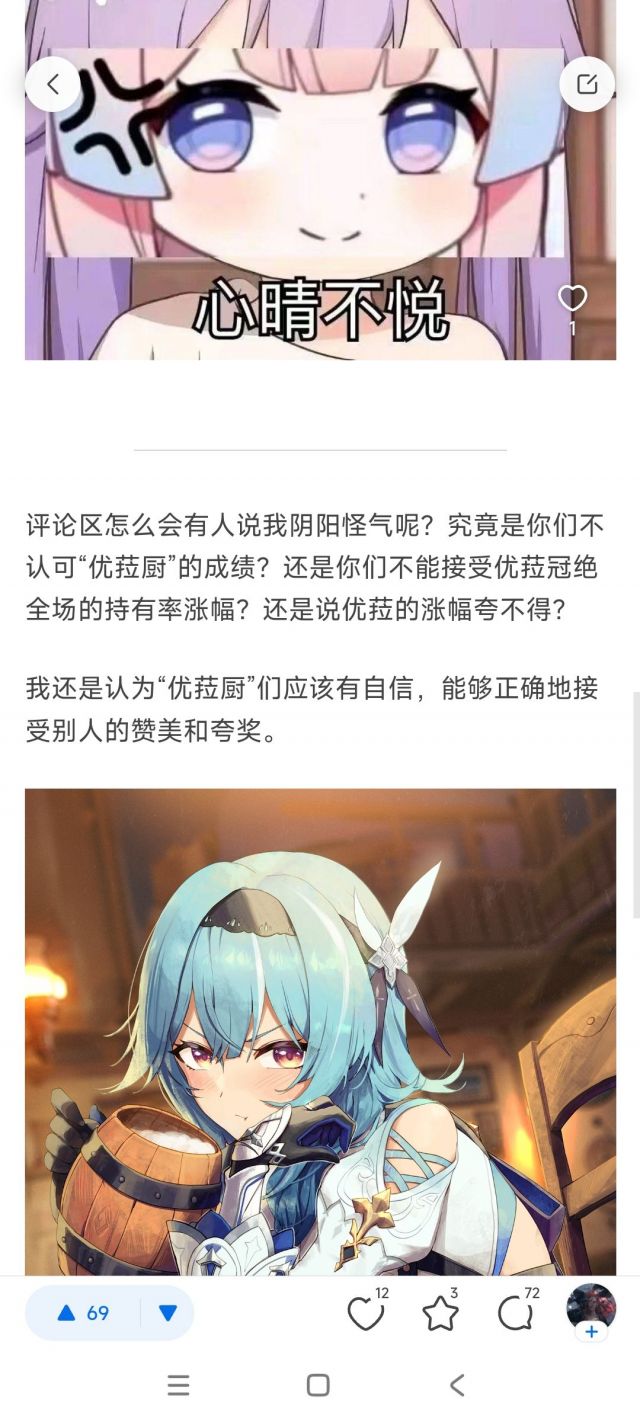 心晴不悦
1
评论区怎么会有人说我阴阳怪气呢？究竟是你们不
认可“优菈厨”的成绩？还是你们不能接受优菈冠绝
全场的持有率涨幅？还是说优菈的涨幅夸不得？
我还是认为“优菈厨”们应该有自信，能够正确地接
受别人的赞美和夸奖。
69
12
3
72